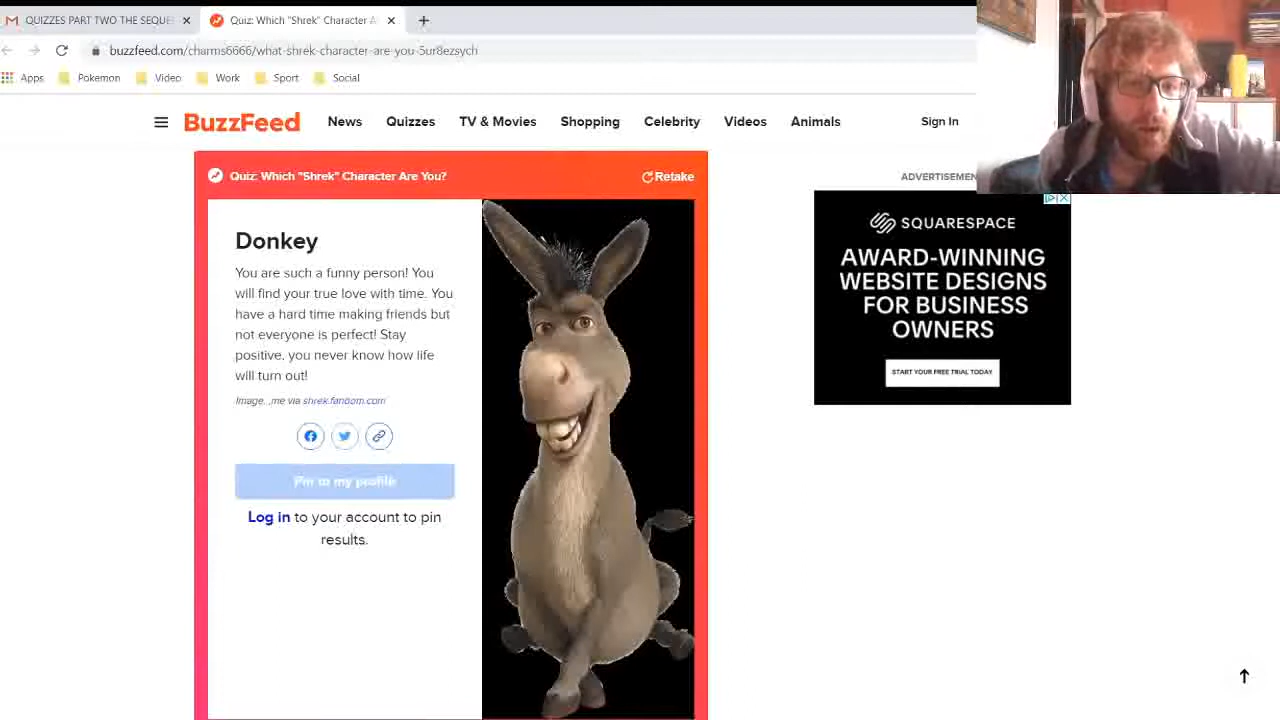 QUIZZES PART TWO THE SEQUE
Quiz: Which "Shrek" Character A
buzzfeed.com/charms6666/what-shrek-character-are-you-5ur8ezsych
Apps Pokemon Video Work Sport Social
BuzzFeed News Quizzes TV & Movies Shopping Celebrity Videos Animals Sign In
Quiz: Which "Shrek" Character Are You? Retake
Donkey
You are such a funny person! You
will find your true love with time. You
have a hard time making friends but
not everyone is perfect! Stay
positive, you never know how life
will turn out!
Image, ,me via shrek.fandom.com
Pin to my profile
Log in to your account to pin
results.
ADVERTISEMEN
SQUARESPACE
AWARD-WINNING
WEBSITE DESIGNS
FOR BUSINESS
OWNERS
START YOUR FREE TRIAL TODAY